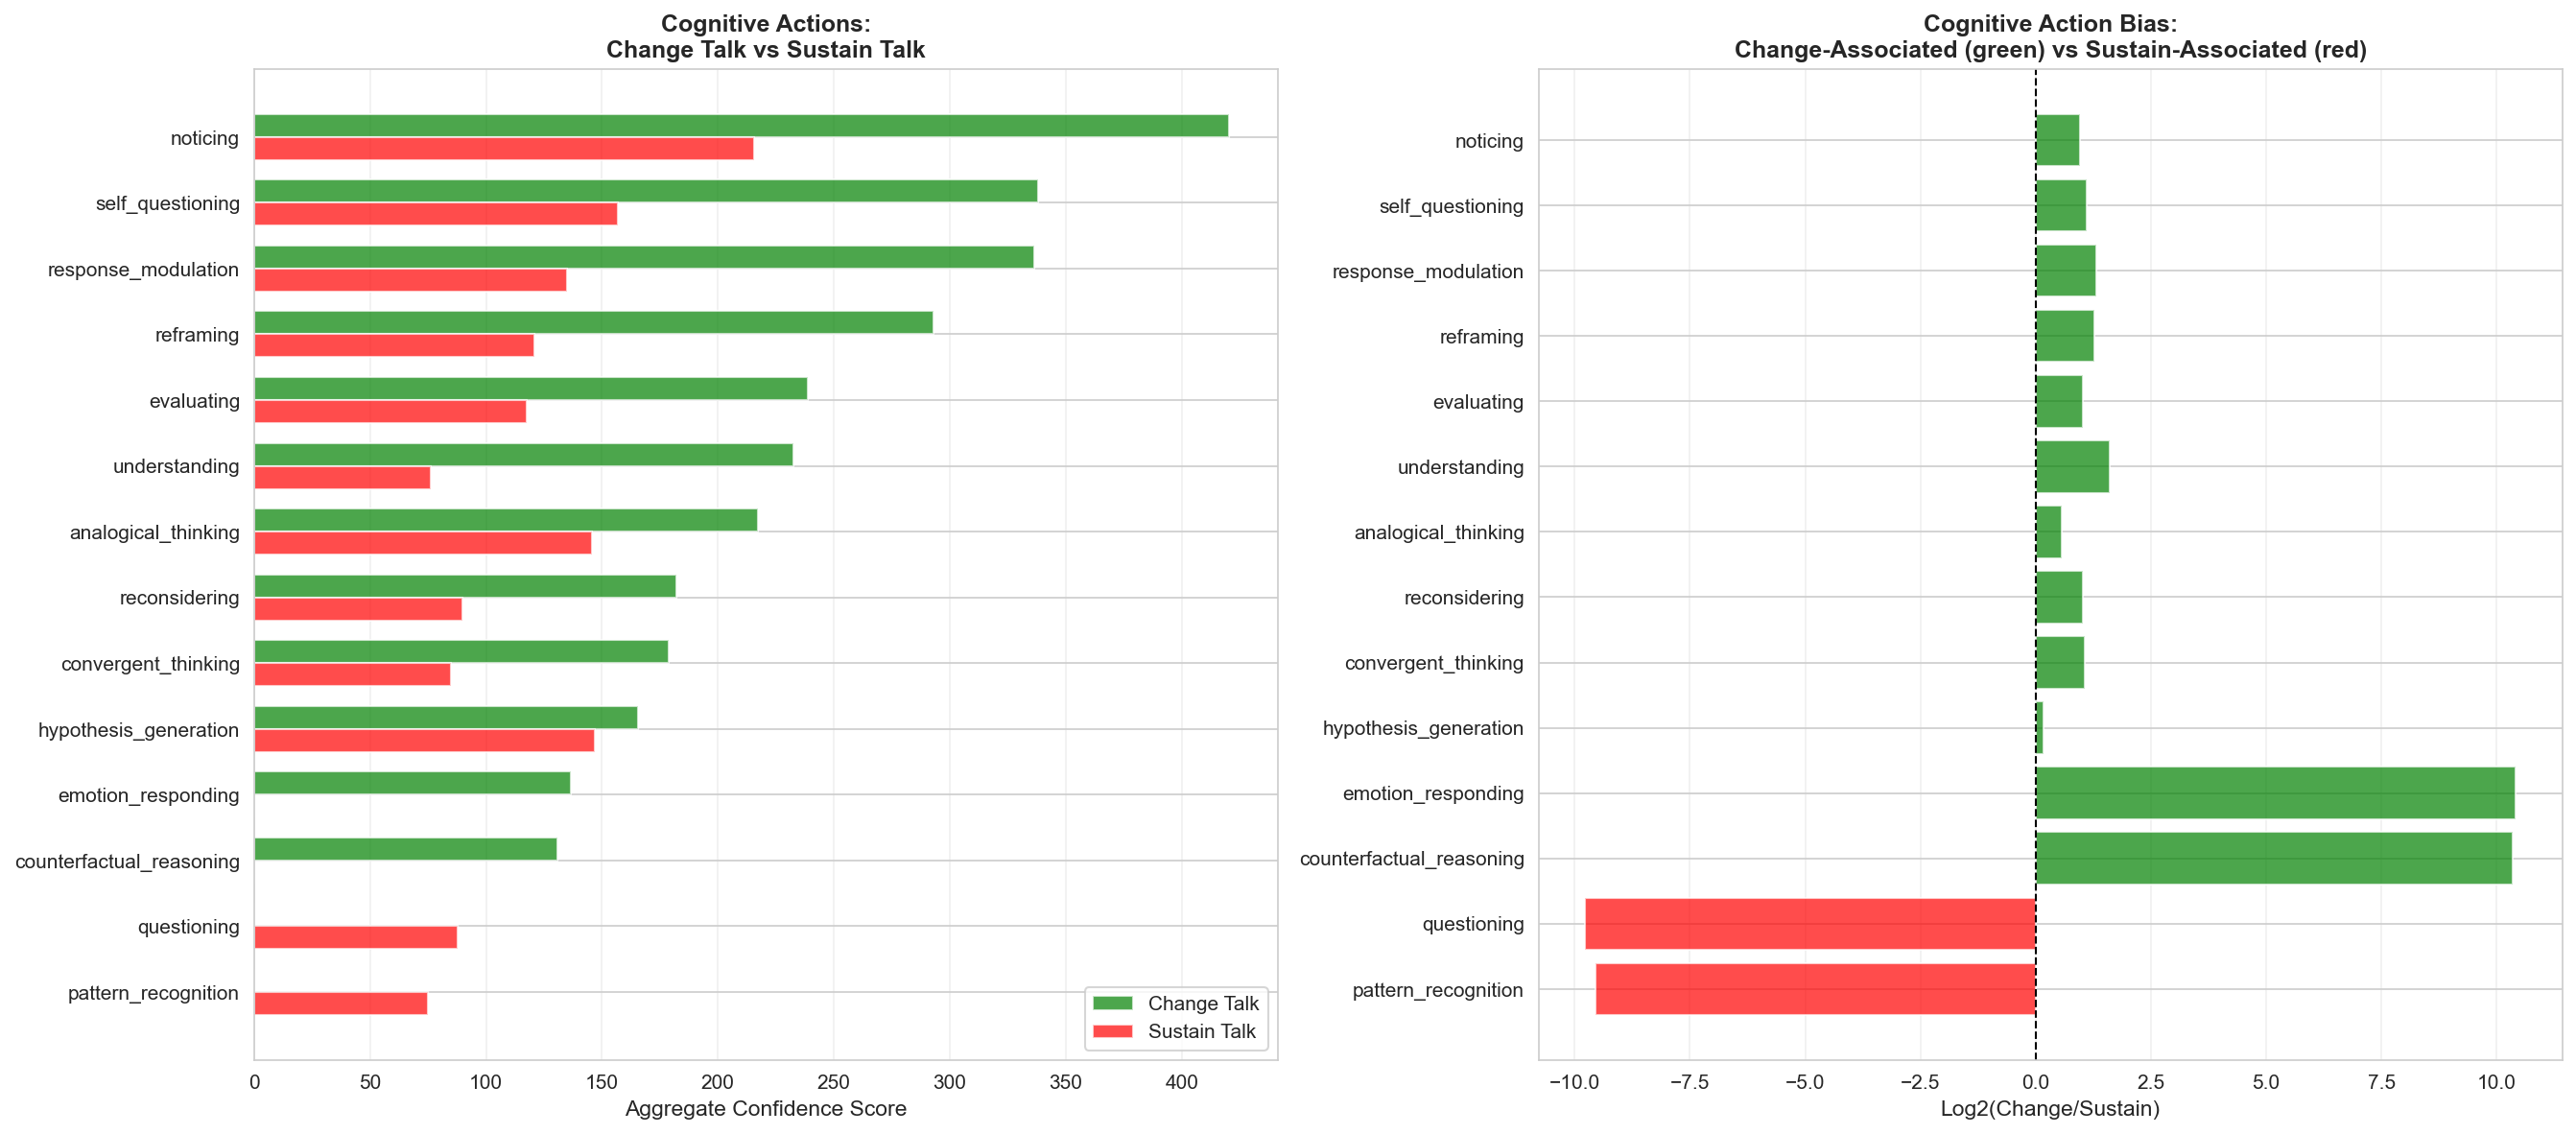 Cognitive Actions:
Change Talk vs Sustain Talk
noticing
self_questioning
response_modulation
reframing
evaluating
understanding
analogical_thinking
reconsidering
convergent_thinking
hypothesis_generation
emotion_responding
counterfactual_reasoning
questioning
pattern_recognition
Change Talk
Sustain Talk
0 50 100 150 200 250 300 350 400
Aggregate Confidence Score
Cognitive Action Bias:
Change-Associated (green) vs Sustain-Associated (red)
noticing
self_questioning
response_modulation
reframing
evaluating
understanding
analogical_thinking
reconsidering
convergent_thinking
hypothesis_generation
emotion_responding
counterfactual_reasoning
questioning
pattern_recognition
−10.0 −7.5 −5.0 −2.5 0.0 2.5 5.0 7.5 10.0
Log2(Change/Sustain)